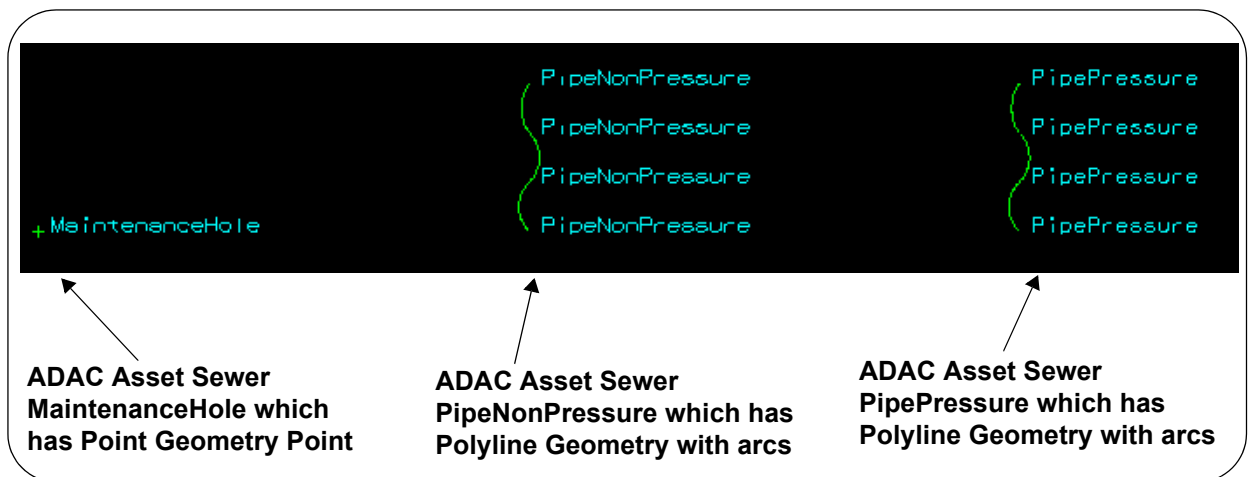 PipeNonPressure
PipePressure
PipeNonPressure
PipePressure
PipeNonPressure
PipePressure
MaintenanceHole
PipeNonPressure
PipePressure
ADAC Asset Sewer
MaintenanceHole which
has Point Geometry Point
ADAC Asset Sewer
PipeNonPressure which has
Polyline Geometry with arcs
ADAC Asset Sewer
PipePressure which has
Polyline Geometry with arcs